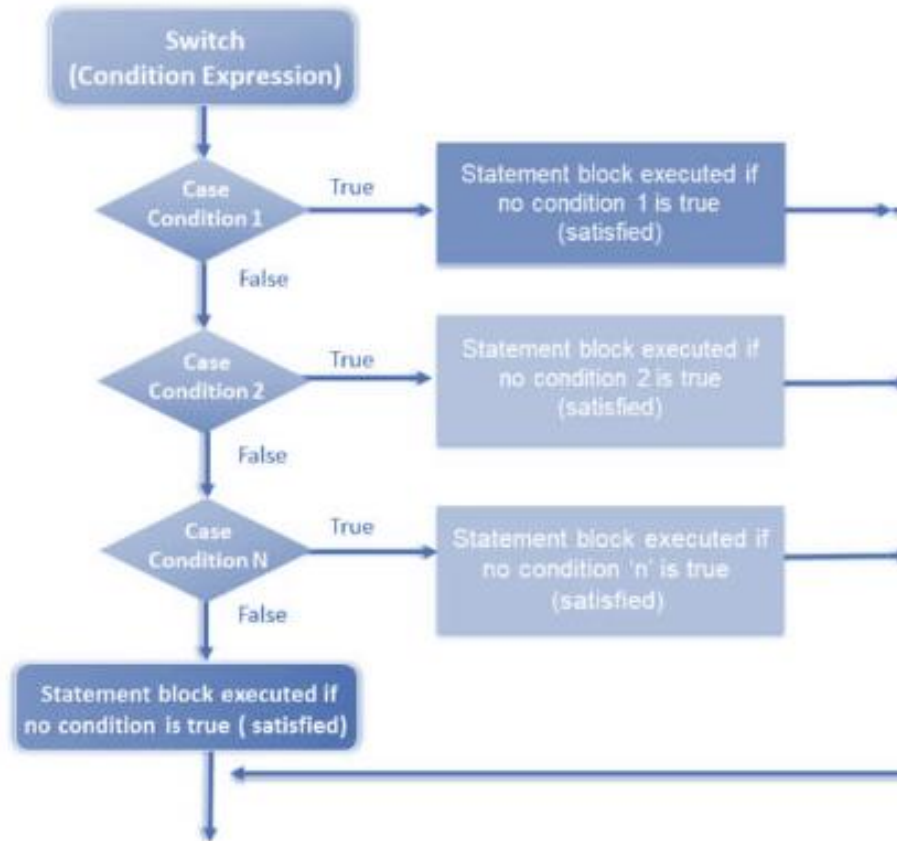 Switch
(Condition Expression)
Case
Condition 1
True
Statement block executed if
no condition 1 is true
(satisfied)
False
Case
Condition 2
True
Statement block executed if
no condition 2 is true
(satisfied)
False
Case
Condition N
True
Statement block executed if
no condition 'n' is true
(satisfied)
False
Statement block executed if
no condition is true ( satisfied)